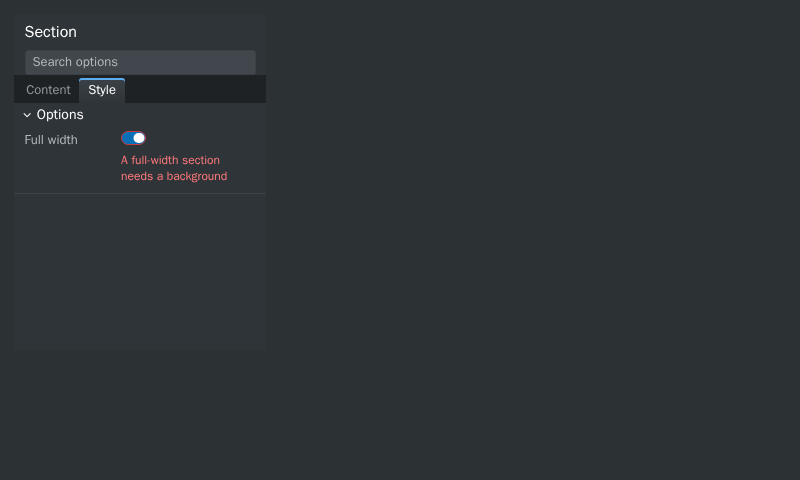 Section
Search options
Content
Style
Options
Full width
A full-width section
needs a background